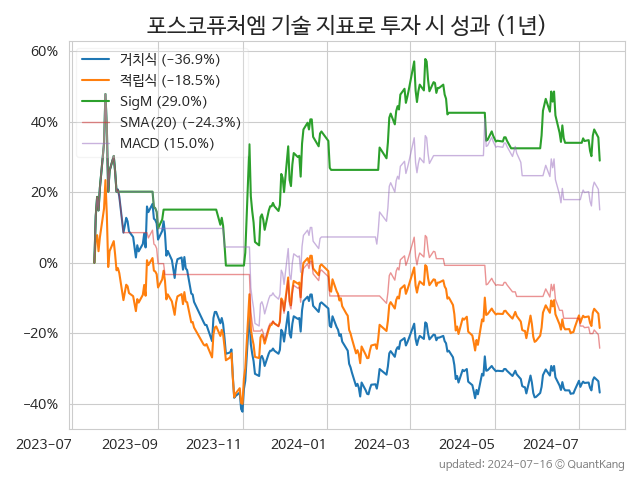 포스코퓨처엠 기술 지표로 투자 시 성과 (1년)
60%
40%
20%
0%
−20%
−40%
거치식 (−36.9%)
적립식 (−18.5%)
SigM (29.0%)
SMA(20) (−24.3%)
MACD (15.0%)
2023-07
2023-09
2023-11
2024-01
2024-03
2024-05
2024-07
updated: 2024-07-16 © QuantKang